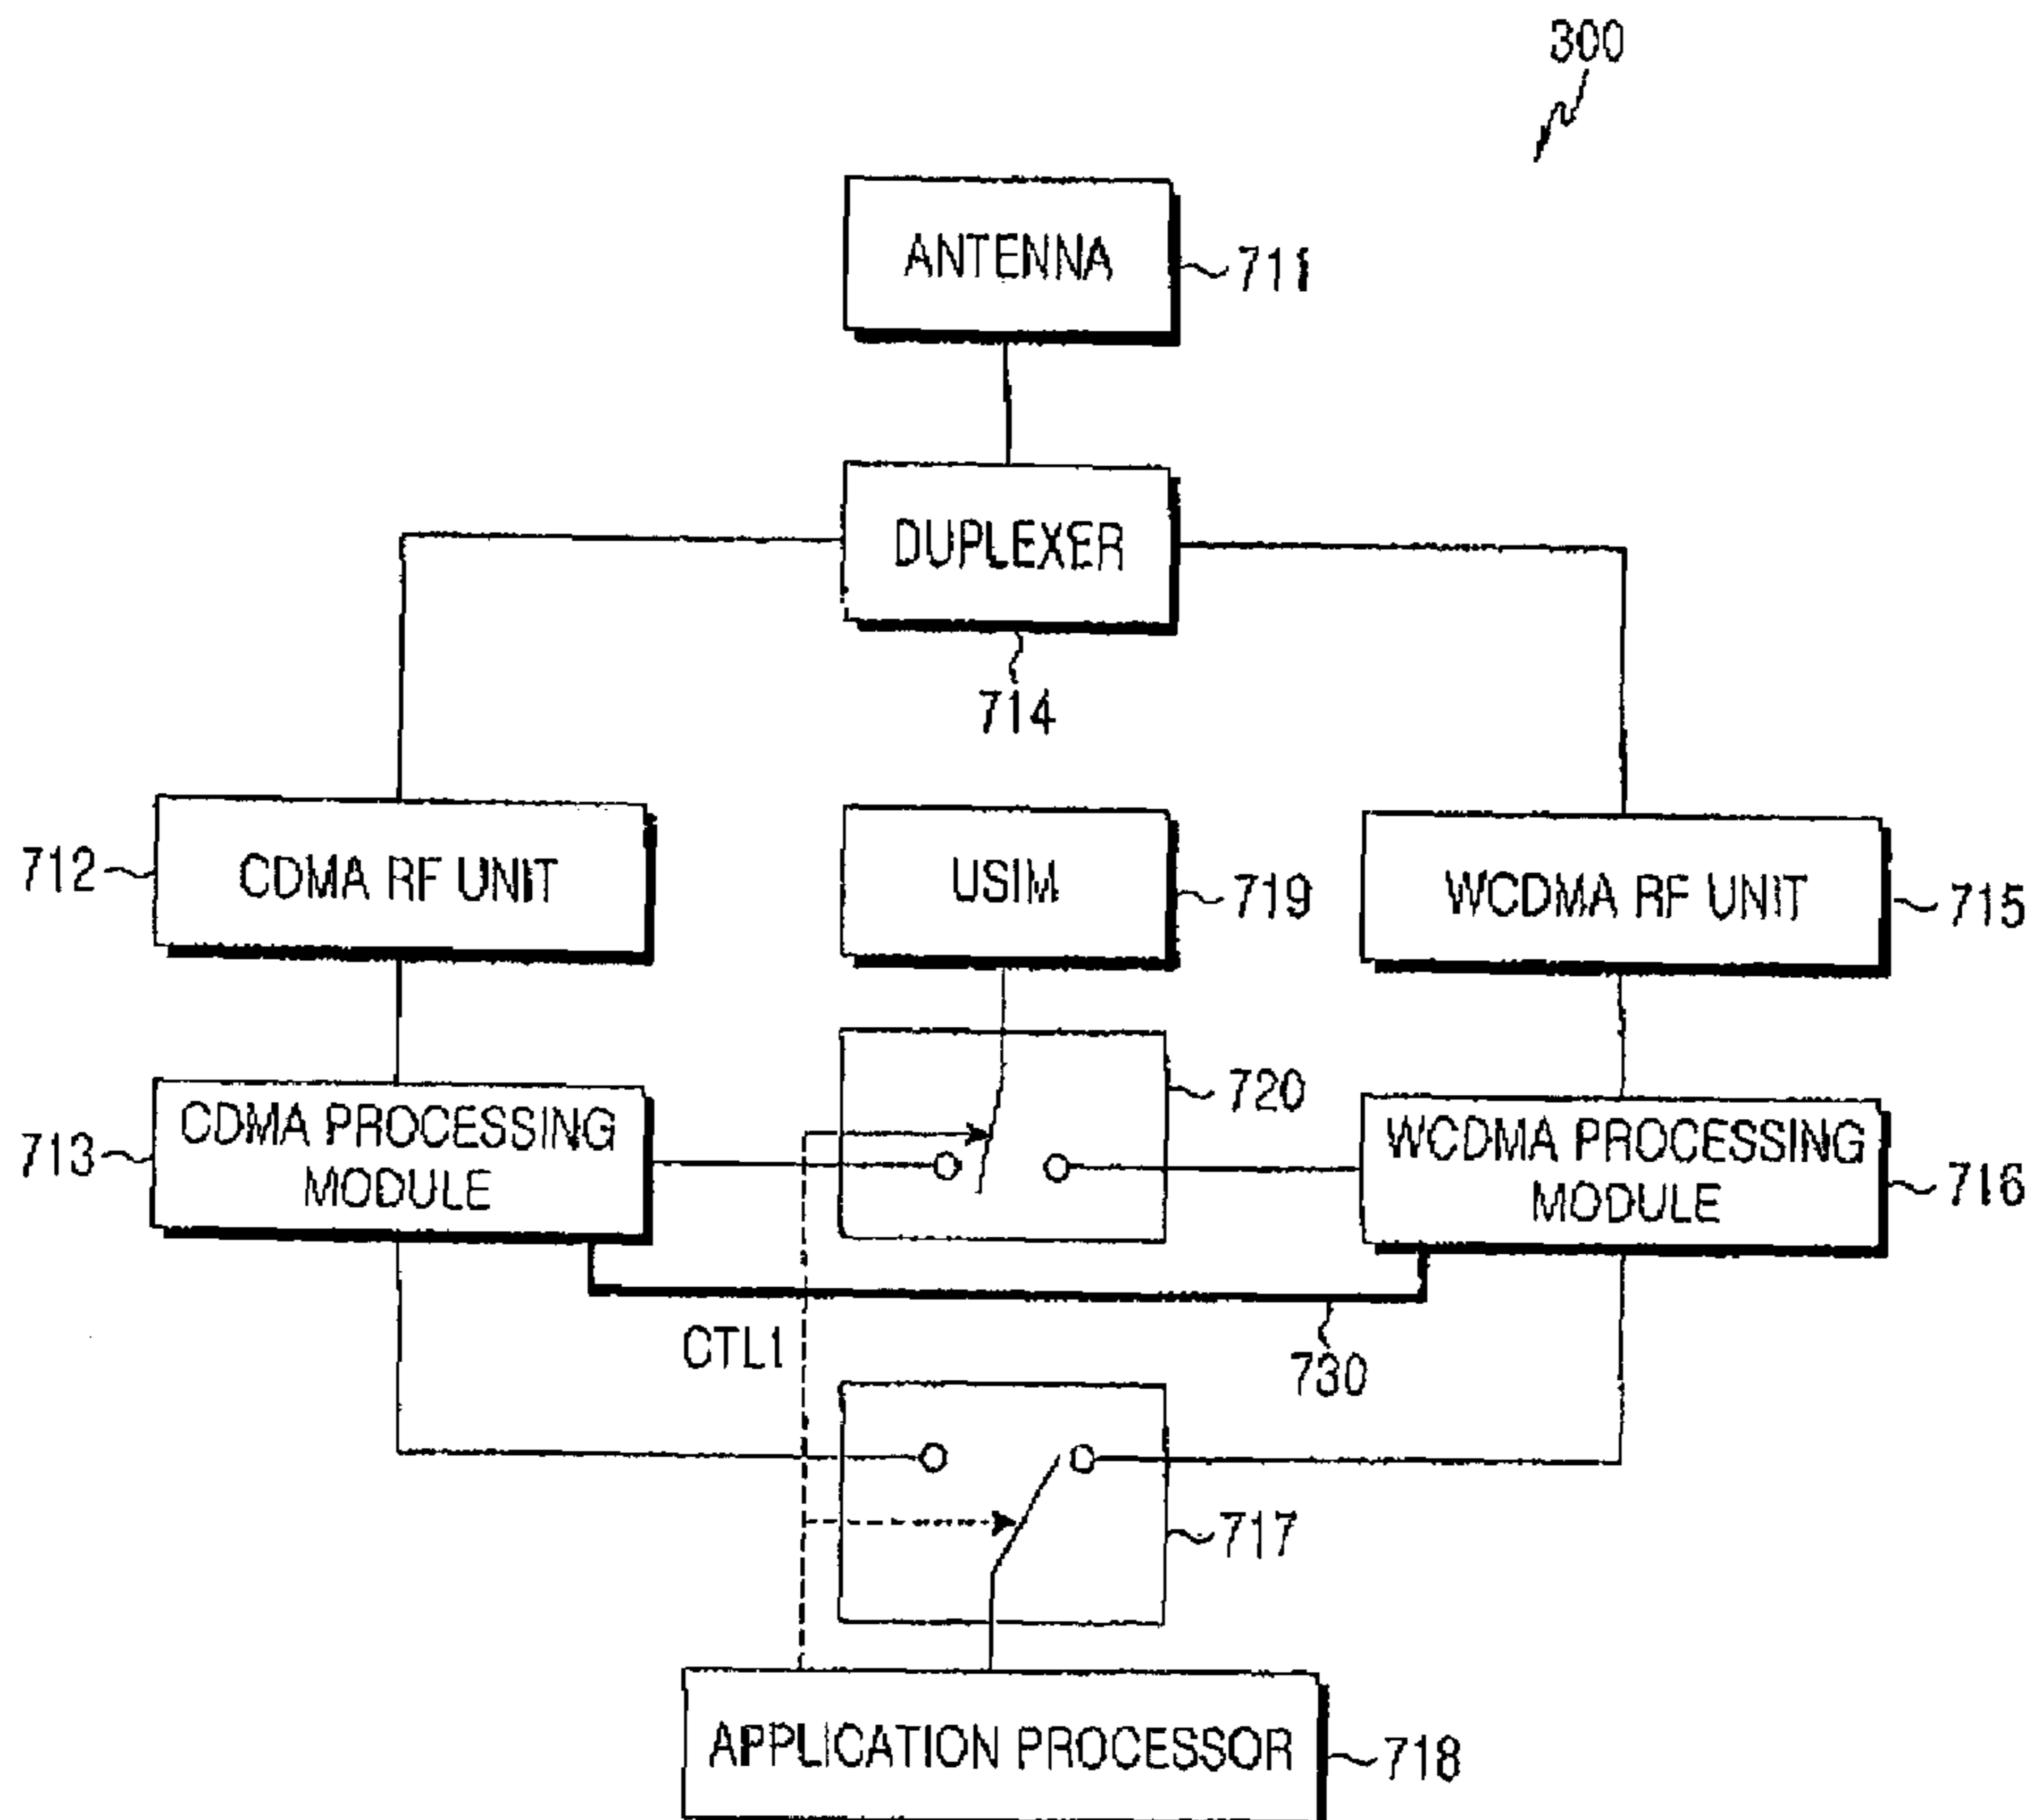 300
ANTENNA
711
DUPLEXER
714
712
CDMA RF UNIT
USIM
719
WCDMA RF UNIT
715
713
CDMA PROCESSING
MODULE
720
WCDMA PROCESSING
MODULE
716
CTL1
730
717
APPLICATION PROCESSOR
718